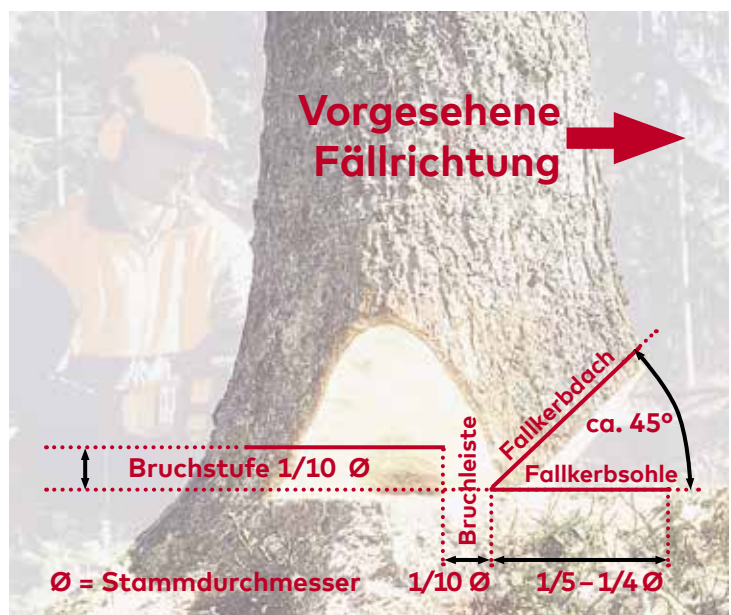 Vorgesehene
Fällrichtung
Fallkerbdach
ca. 45°
Bruchstufe 1/10 Ø
Bruchleiste
Fallkerbsohle
Ø = Stammdurchmesser
1/10 Ø
1/5–1/4 Ø